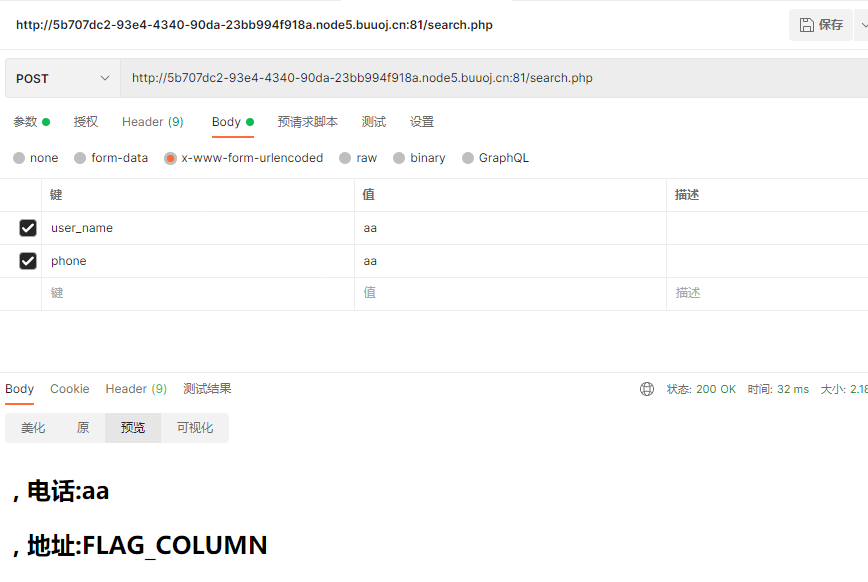 http://5b707dc2-93e4-4340-90da-23bb994f918a.node5.buuoj.cn:81/search.php
保存
POST
http://5b707dc2-93e4-4340-90da-23bb994f918a.node5.buuoj.cn:81/search.php
参数 授权 Header (9) Body 预请求脚本 测试 设置
none form-data x-www-form-urlencoded raw binary GraphQL
键 值 描述
user_name aa
phone aa
键 值 描述
Body Cookie Header (9) 测试结果 状态: 200 OK 时间: 32 ms 大小: 2.18
美化 原 预览 可视化
, 电话:aa
, 地址:FLAG_COLUMN